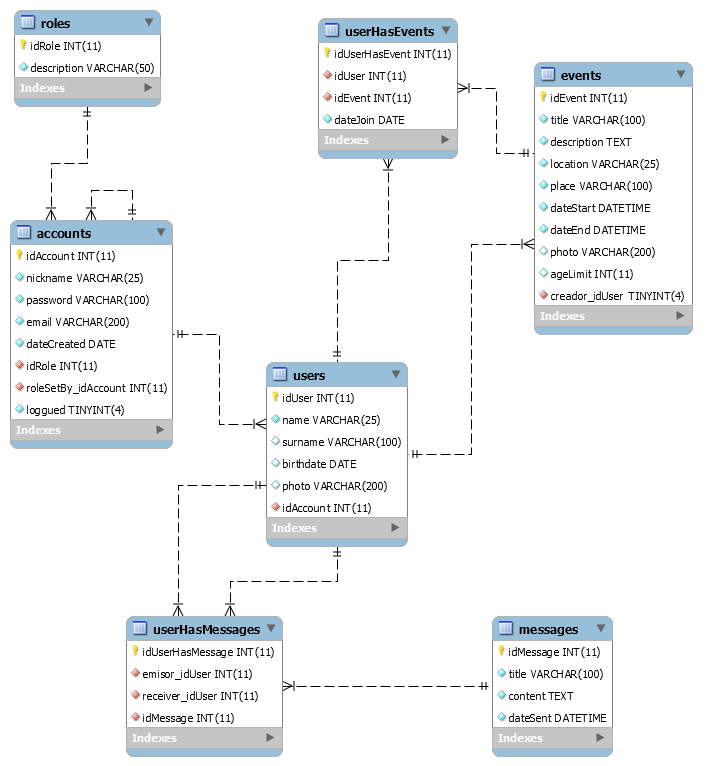 roles
idRole INT(11)
description VARCHAR(50)
Indexes
userHasEvents
idUserHasEvent INT(11)
idUser INT(11)
idEvent INT(11)
dateJoin DATE
Indexes
events
idEvent INT(11)
title VARCHAR(100)
description TEXT
location VARCHAR(25)
place VARCHAR(100)
dateStart DATETIME
dateEnd DATETIME
photo VARCHAR(200)
ageLimit INT(11)
creador_idUser TINYINT(4)
Indexes
accounts
idAccount INT(11)
nickname VARCHAR(25)
password VARCHAR(100)
email VARCHAR(200)
dateCreated DATE
idRole INT(11)
roleSetBy_idAccount INT(11)
loggued TINYINT(4)
Indexes
users
idUser INT(11)
name VARCHAR(25)
surname VARCHAR(100)
birthdate DATE
photo VARCHAR(200)
idAccount INT(11)
Indexes
userHasMessages
idUserHasMessage INT(11)
emisor_idUser INT(11)
receiver_idUser INT(11)
idMessage INT(11)
Indexes
messages
idMessage INT(11)
title VARCHAR(100)
content TEXT
dateSent DATETIME
Indexes